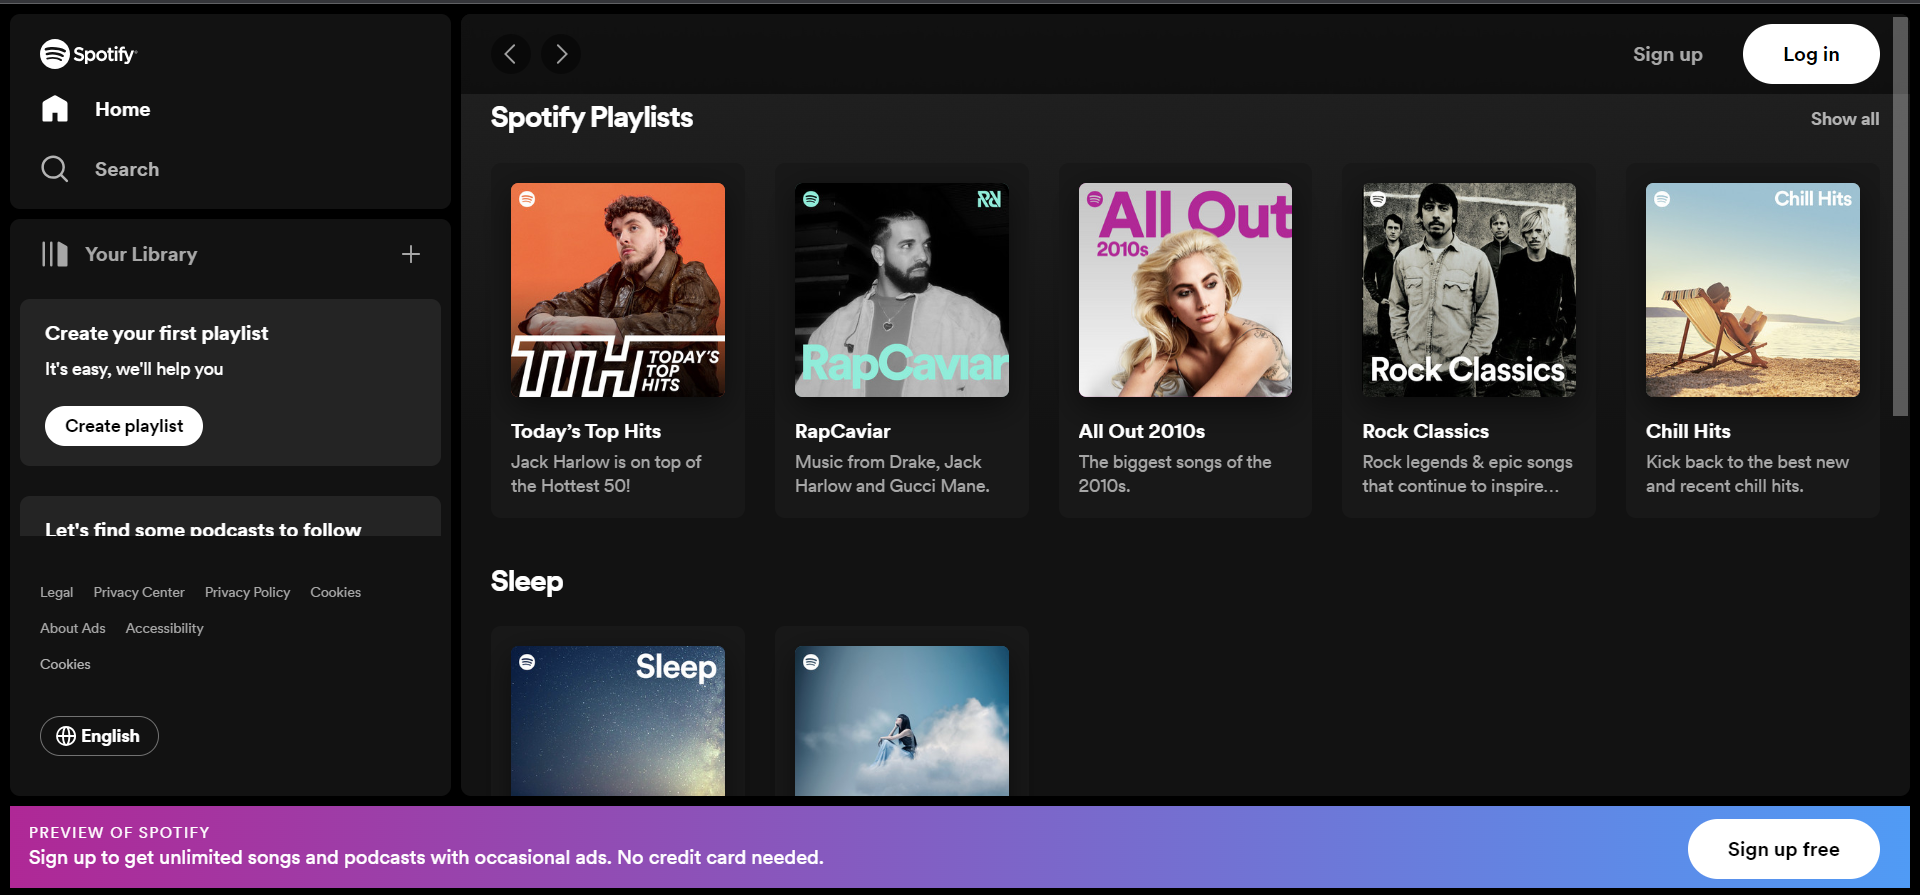 Spotify
Home
Search
Your Library
Create your first playlist
It's easy, we'll help you
Create playlist
Let's find some podcasts to follow
Legal Privacy Center Privacy Policy Cookies
About Ads Accessibility
Cookies
English
Sign up Log in
Spotify Playlists
Show all
TTH TODAY'S
TOP
HITS
Today’s Top Hits
Jack Harlow is on top of
the Hottest 50!
RapCaviar
RapCaviar
Music from Drake, Jack
Harlow and Gucci Mane.
All Out
2010s
All Out 2010s
The biggest songs of the
2010s.
Rock Classics
Rock Classics
Rock legends & epic songs
that continue to inspire...
Chill Hits
Chill Hits
Kick back to the best new
and recent chill hits.
Sleep
Sleep
PREVIEW OF SPOTIFY
Sign up to get unlimited songs and podcasts with occasional ads. No credit card needed.
Sign up free